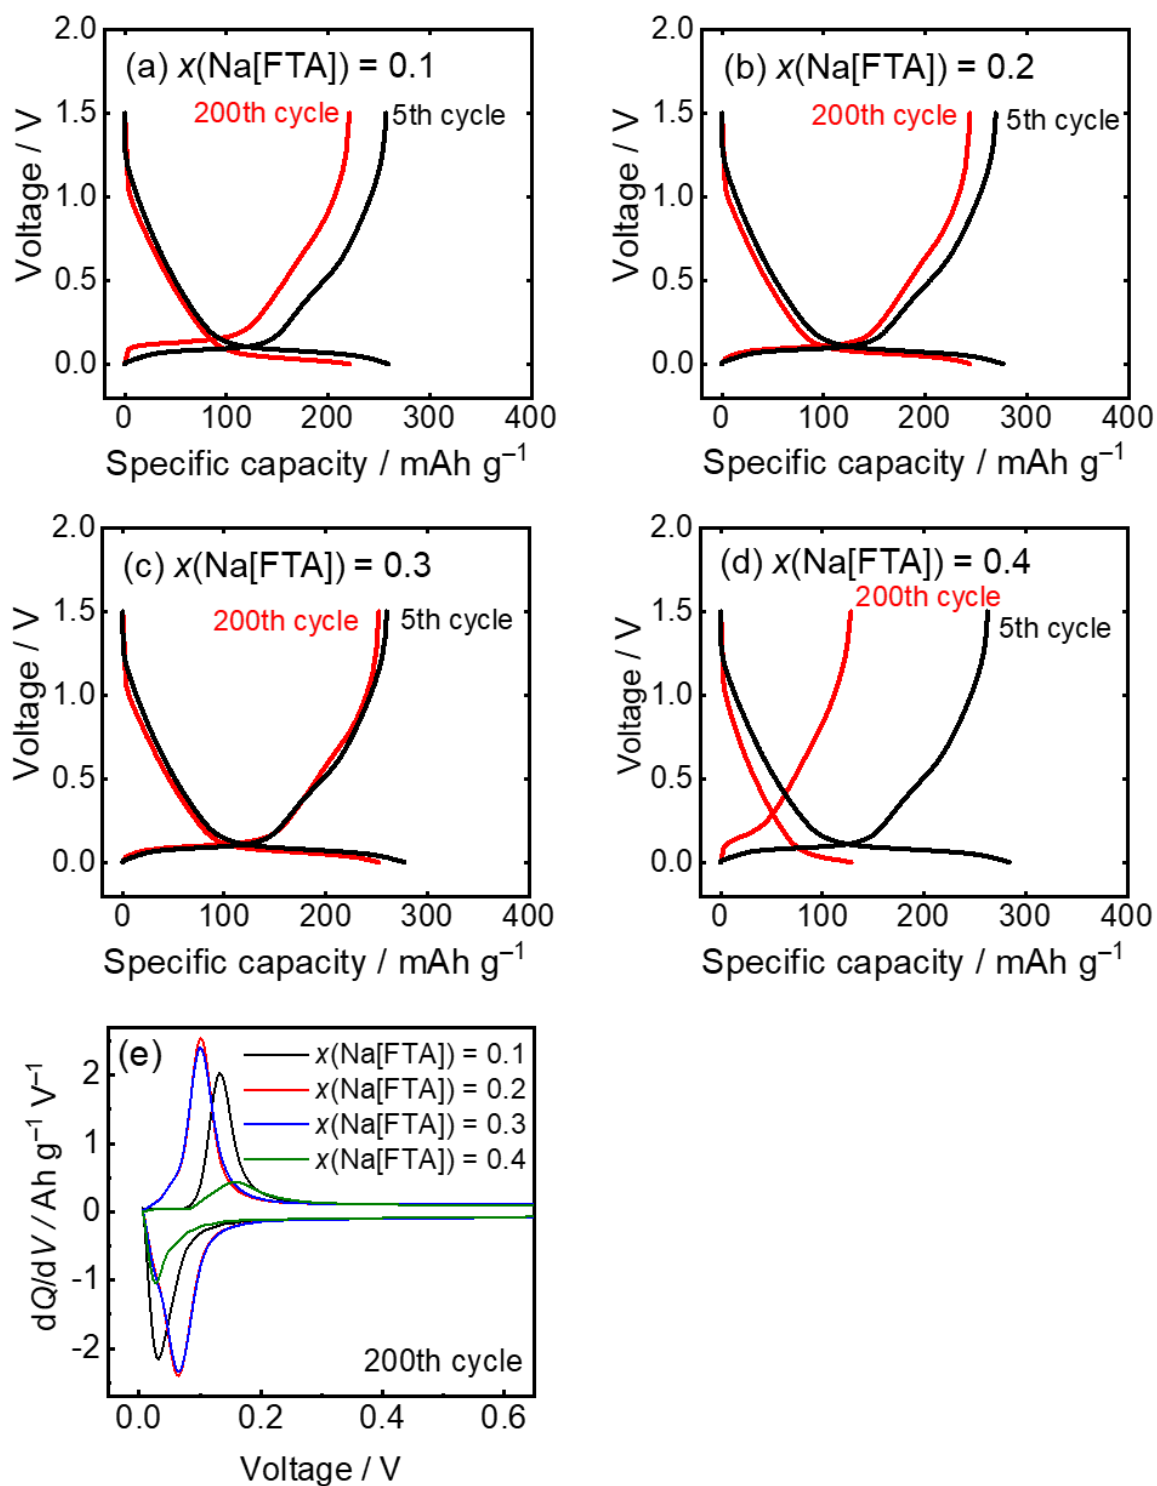 (a) x(Na[FTA]) = 0.1
200th cycle
5th cycle
2.0
1.5
1.0
0.5
0.0
Voltage / V
0 100 200 300 400
Specific capacity / mAh g⁻¹
(b) x(Na[FTA]) = 0.2
200th cycle
5th cycle
2.0
1.5
1.0
0.5
0.0
Voltage / V
0 100 200 300 400
Specific capacity / mAh g⁻¹
(c) x(Na[FTA]) = 0.3
200th cycle
5th cycle
2.0
1.5
1.0
0.5
0.0
Voltage / V
0 100 200 300 400
Specific capacity / mAh g⁻¹
(d) x(Na[FTA]) = 0.4
200th cycle
5th cycle
2.0
1.5
1.0
0.5
0.0
Voltage / V
0 100 200 300 400
Specific capacity / mAh g⁻¹
(e)
x(Na[FTA]) = 0.1
x(Na[FTA]) = 0.2
x(Na[FTA]) = 0.3
x(Na[FTA]) = 0.4
2
1
0
-1
-2
dQ/dV / Ah g⁻¹ V⁻¹
200th cycle
0.0 0.2 0.4 0.6
Voltage / V